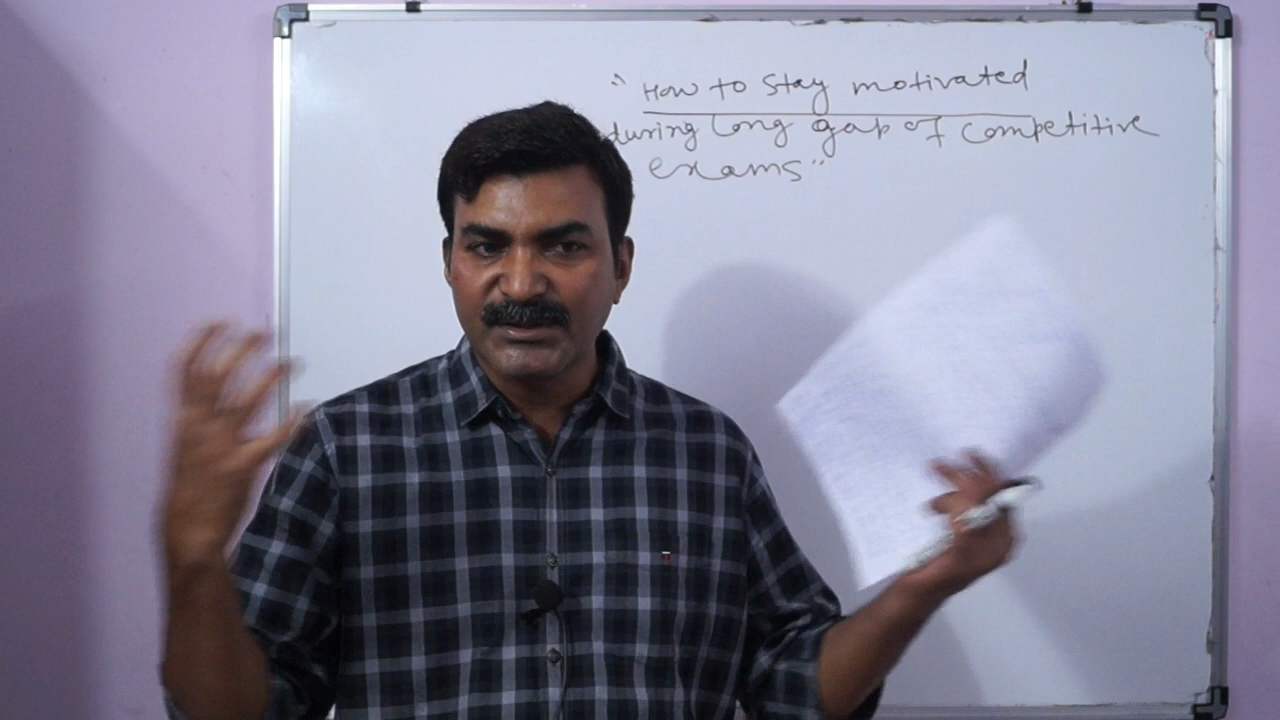 "How to stay motivated
during long gap of competitive
exams"